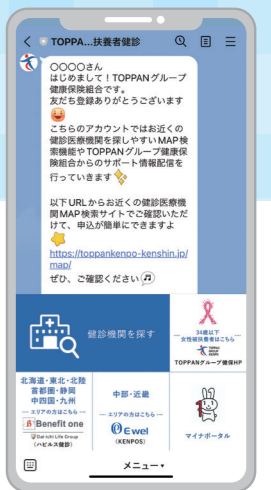 TOPPA...扶養者健診
〇〇〇〇さん
はじめまして！TOPPANグループ
健康保険組合です。
友だち登録ありがとうございます
こちらのアカウントではお近く
の健診医療機関を探しやすいMAP検
索機能やTOPPANグループ健康保
険組合からのサポート情報配信を
行っていきます
以下URLからお近くの健診医療機
関MAP検索サイトでご確認いただ
けて、申込が簡単にできますよ
https://toppankenpo-kenshin.jp/
map/
ぜひ、ご確認ください
健診機関を探す
34歳以下
女性被扶養者はこちら
TOPPANグループ健保HP
北海道・東北・北陸
首都圏・静岡
中四国・九州
エリアの方はこちら
Benefit one
Dai-ichi Life Group
(ハピルス健診)
中部・近畿
エリアの方はこちら
Ewel
(KENPOS)
マイナポータル
メニュー▾